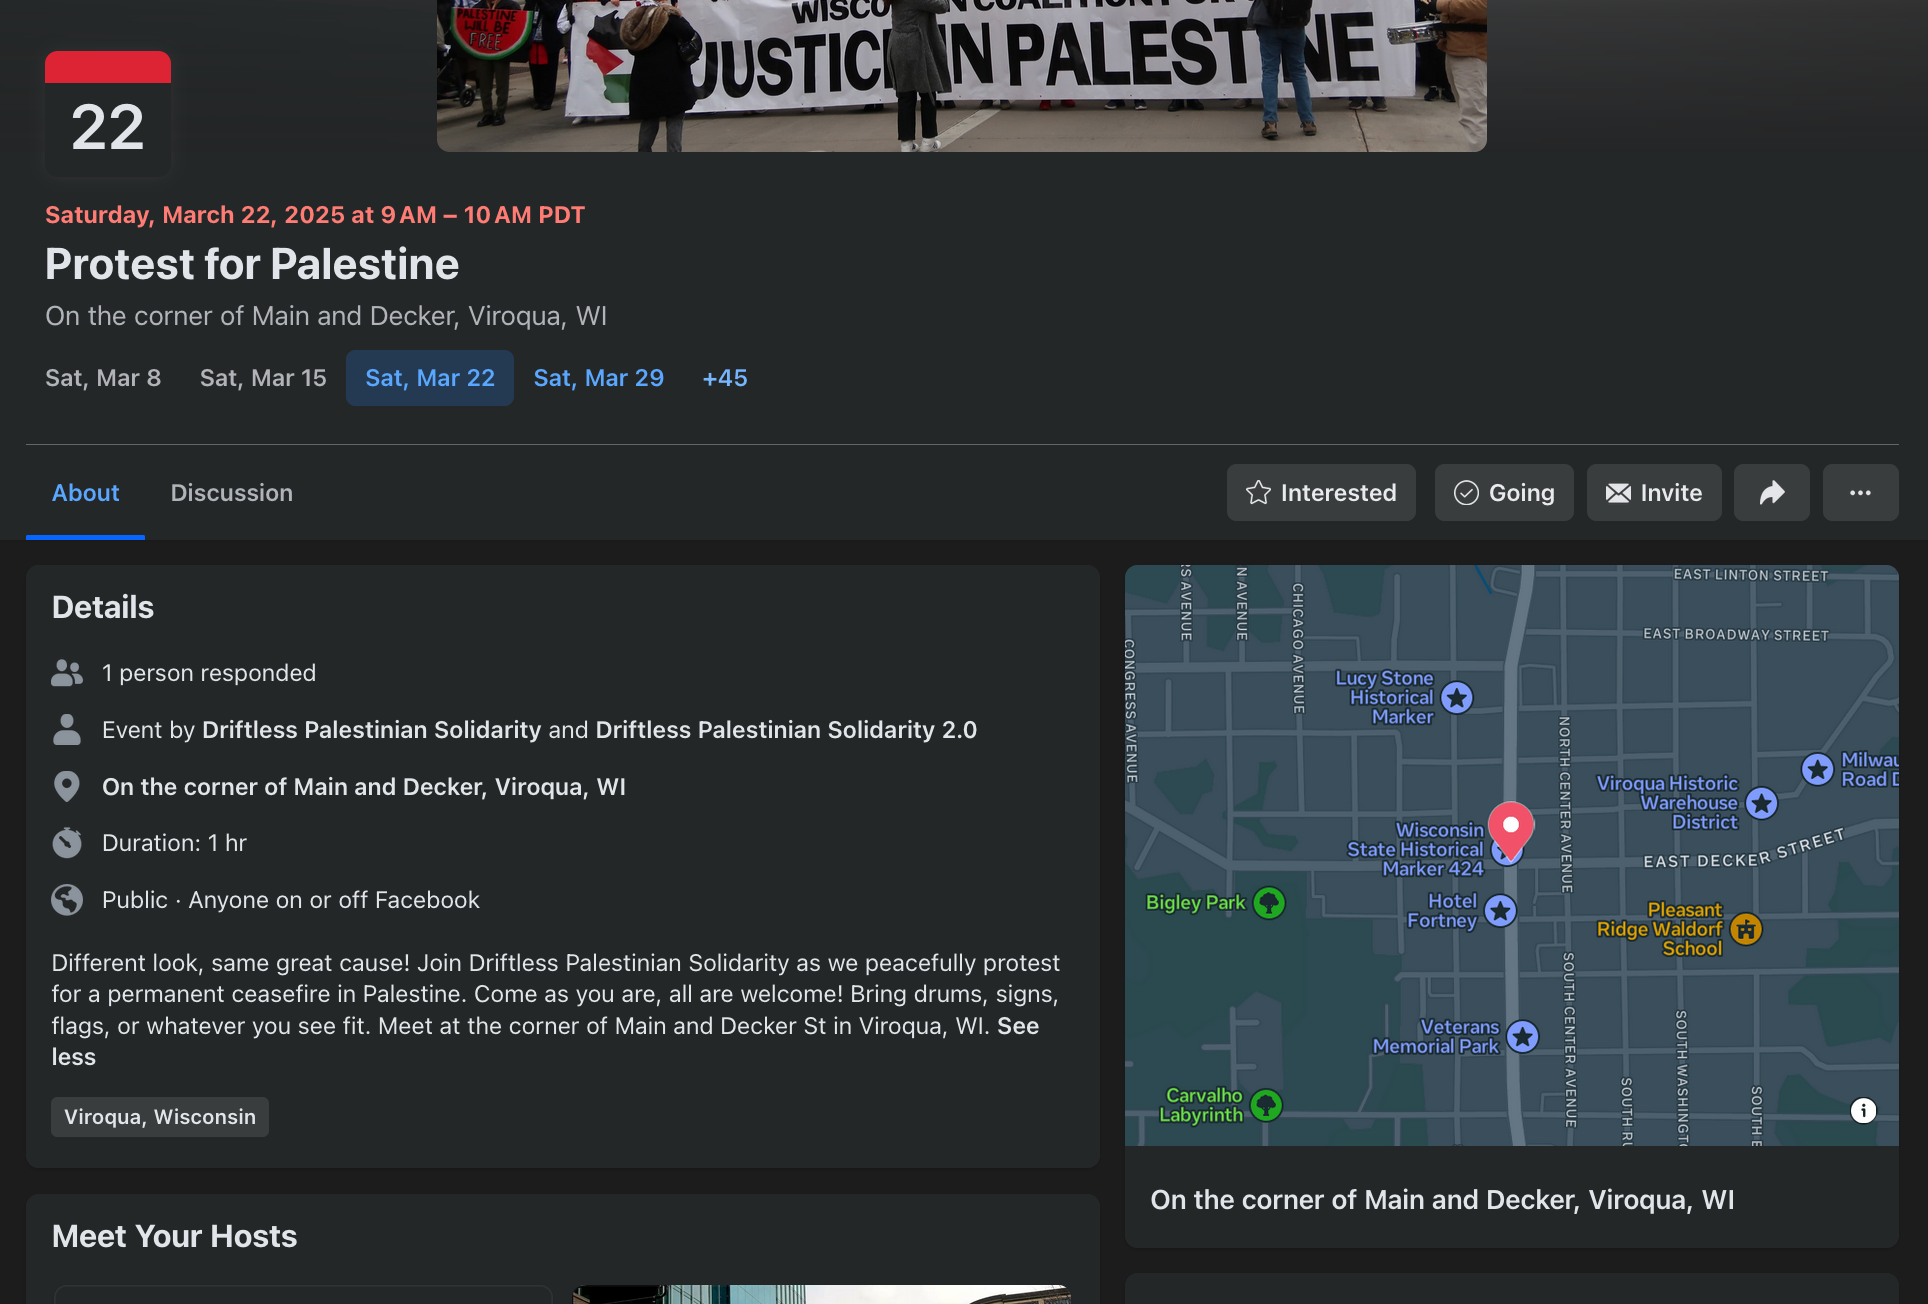 PALESTINE
WILL BE
FREE
WISCONSIN COALITION FOR
JUSTICE IN PALESTINE
22
Saturday, March 22, 2025 at 9 AM – 10 AM PDT
Protest for Palestine
On the corner of Main and Decker, Viroqua, WI
Sat, Mar 8 Sat, Mar 15 Sat, Mar 22 Sat, Mar 29 +45
About Discussion Interested Going Invite
Details
1 person responded
Event by Driftless Palestinian Solidarity and Driftless Palestinian Solidarity 2.0
On the corner of Main and Decker, Viroqua, WI
Duration: 1 hr
Public · Anyone on or off Facebook
Different look, same great cause! Join Driftless Palestinian Solidarity as we peacefully protest
for a permanent ceasefire in Palestine. Come as you are, all are welcome! Bring drums, signs,
flags, or whatever you see fit. Meet at the corner of Main and Decker St in Viroqua, WI. See
less
Viroqua, Wisconsin
Meet Your Hosts
EAST LINTON STREET
S AVENUE
N AVENUE
CHICAGO AVENUE
EAST BROADWAY STREET
CONGRESS AVENUE
Lucy Stone
Historical
Marker
NORTH CENTER AVENUE
Milwau
Road D
Viroqua Historic
Warehouse
District
Wisconsin
State Historical
Marker 424
EAST DECKER STREET
Bigley Park
Hotel
Fortney
Pleasant
Ridge Waldorf
School
SOUTH CENTER AVENUE
Veterans
Memorial Park
SOUTH WASHINGT
SOUTH RU
SOUTH E
Carvalho
Labyrinth
On the corner of Main and Decker, Viroqua, WI